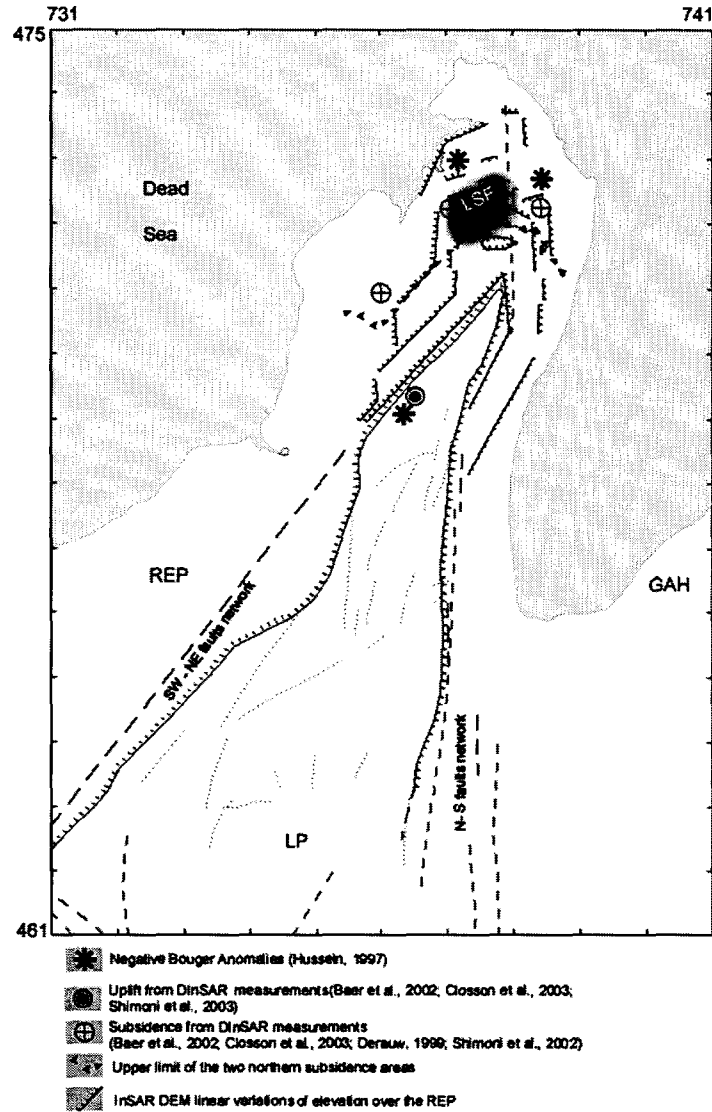 731
741
475
Dead
Sea
LSF
REP
GAH
SW - NE faults network
N-S faults network
LP
461
Negative Bouger Anomalies (Hussein, 1997)
Uplift from DInSAR measurements(Baer et al., 2002; Closson et al., 2003;
Shimoni et al., 2003)
Subsidence from DInSAR measurements
(Baer et al., 2002; Closson et al., 2003; Derauw, 1999; Shimoni et al., 2002)
Upper limit of the two northern subsidence areas
InSAR DEM linear variations of elevation over the REP